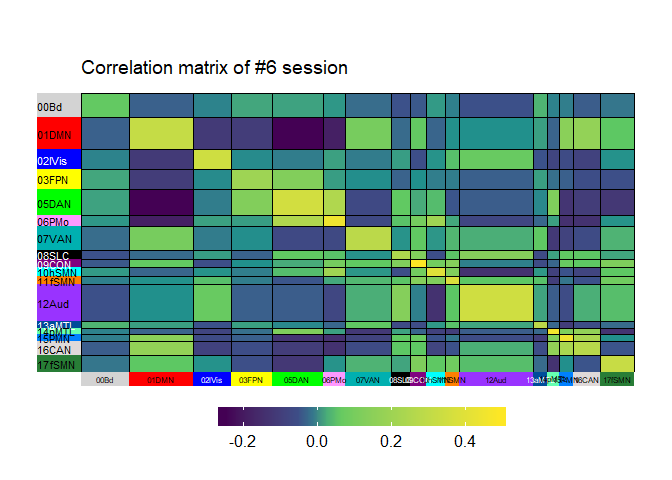 Correlation matrix of #6 session
00Bd
01DMN
02lVis
03FPN
05DAN
06PMo
07VAN
08SLC
09CON
10hSMN
11fSMN
12Aud
13aMTL
14pMTL
15PMN
16CAN
17fSMN
00Bd 01DMN 02lVis 03FPN 05DAN 06PMo 07VAN 12Aud 16CAN 17fSMN
-0.2 0.0 0.2 0.4